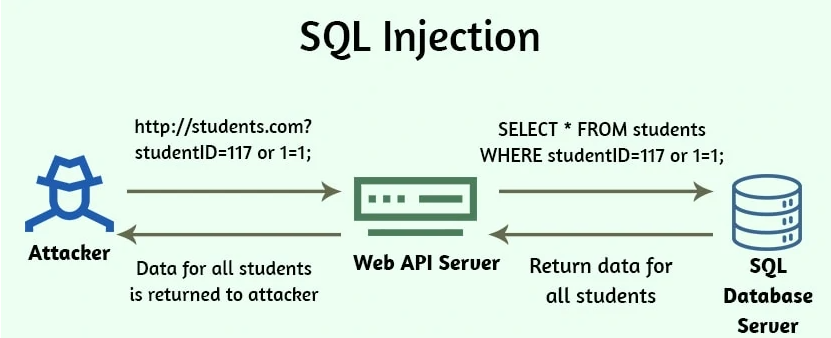 SQL Injection
http://students.com?
studentID=117 or 1=1;
SELECT * FROM students
WHERE studentID=117 or 1=1;
Attacker
Data for all students
is returned to attacker
Web API Server
Return data for
all students
SQL
Database
Server